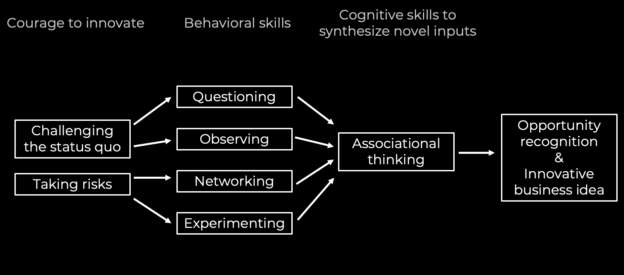 Courage to innovate
Behavioral skills
Cognitive skills to
synthesize novel inputs
Challenging
the status quo
Taking risks
Questioning
Observing
Networking
Experimenting
Associational
thinking
Opportunity
recognition
&
Innovative
business idea